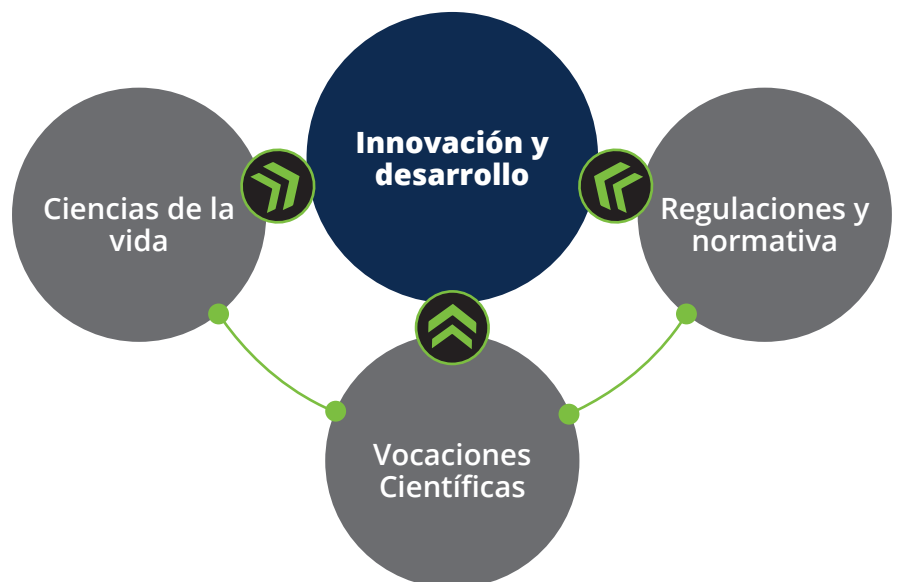 Innovación y
desarrollo
Ciencias de la
vida
Regulaciones y
normativa
Vocaciones
Científicas